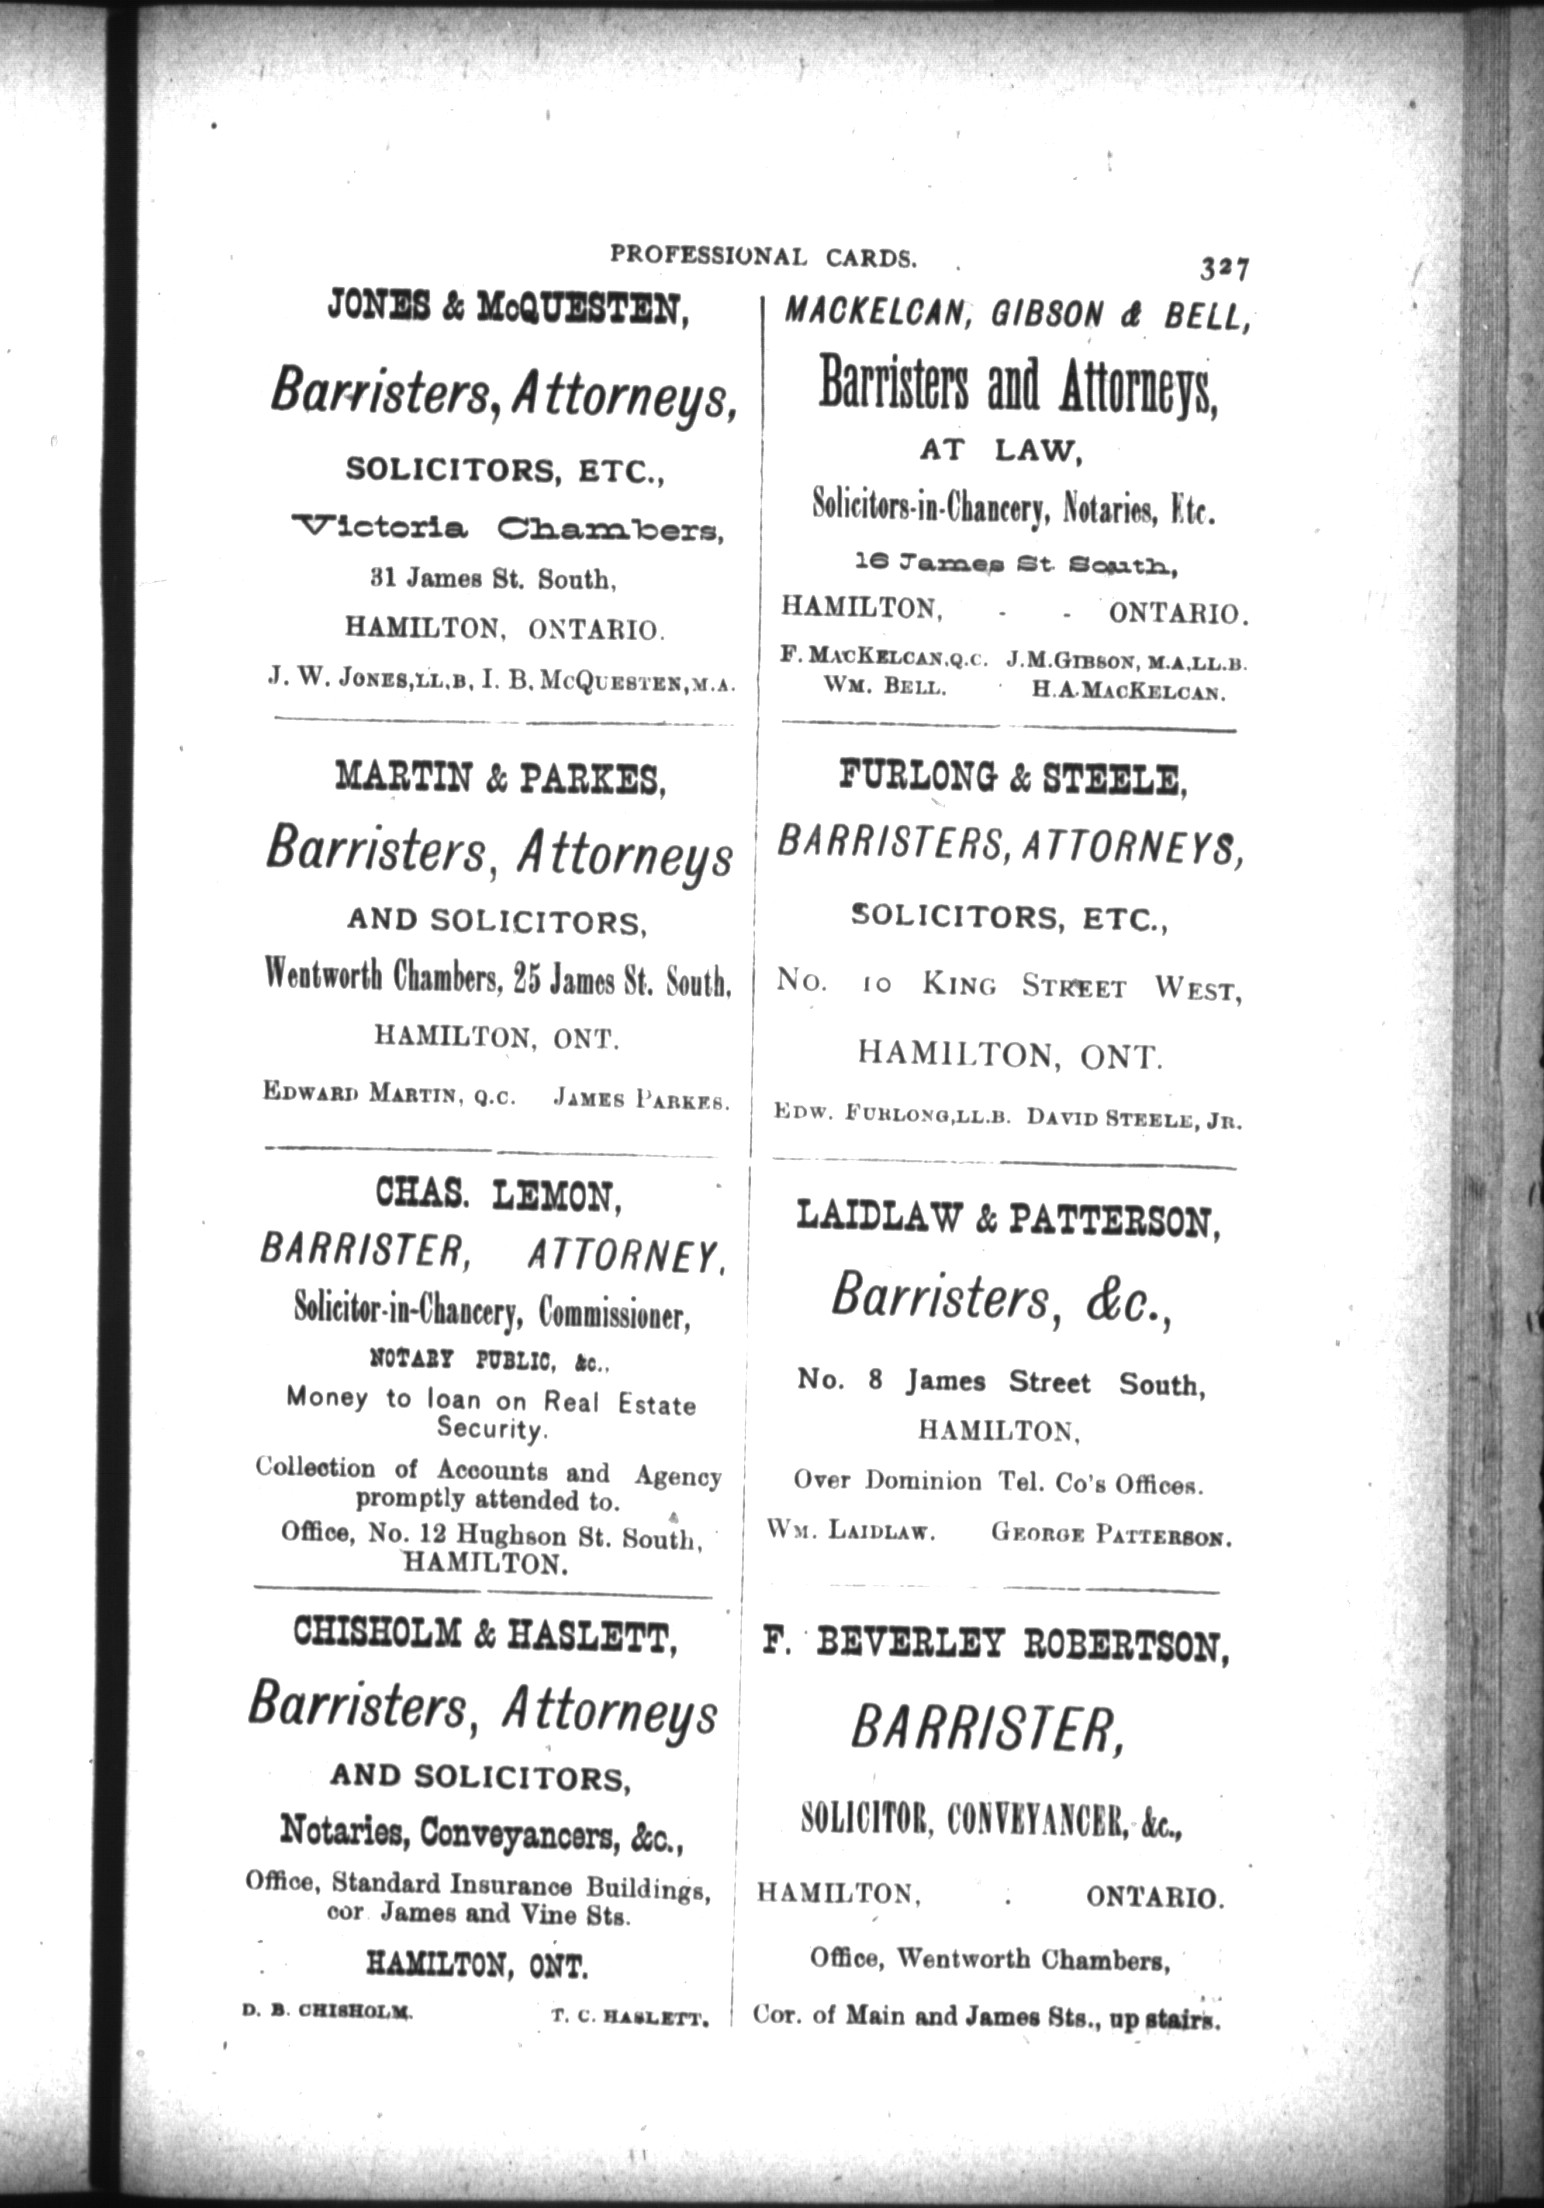 PROFESSIONAL CARDS.
327
JONES & McQUESTEN,
Barristers, Attorneys,
SOLICITORS, ETC.,
Victoria Chambers,
31 James St. South,
HAMILTON, ONTARIO.
J. W. JONES, LL.B, I. B. McQUESTEN, M.A.
MARTIN & PARKES,
Barristers, Attorneys
AND SOLICITORS,
Wentworth Chambers, 25 James St. South,
HAMILTON, ONT.
EDWARD MARTIN, Q.C. JAMES PARKES.
CHAS. LEMON,
BARRISTER, ATTORNEY,
Solicitor-in-Chancery, Commissioner,
NOTARY PUBLIC, &c.,
Money to loan on Real Estate
Security.
Collection of Accounts and Agency
promptly attended to.
Office, No. 12 Hughson St. South,
HAMILTON.
CHISHOLM & HASLETT,
Barristers, Attorneys
AND SOLICITORS,
Notaries, Conveyancers, &c.,
Office, Standard Insurance Buildings,
cor James and Vine Sts.
HAMILTON, ONT.
D. B. CHISHOLM. T. C. HASLETT.
MACKELCAN, GIBSON & BELL,
Barristers and Attorneys,
AT LAW,
Solicitors-in-Chancery, Notaries, Etc.
16 James St. South,
HAMILTON, - - ONTARIO.
F. MACKELCAN, Q.C. J.M. GIBSON, M.A., LL.B.
WM. BELL. H.A. MACKELCAN.
FURLONG & STEELE,
BARRISTERS, ATTORNEYS,
SOLICITORS, ETC.,
NO. 10 KING STREET WEST,
HAMILTON, ONT.
EDW. FURLONG, LL.B. DAVID STEELE, JR.
LAIDLAW & PATTERSON,
Barristers, &c.,
No. 8 James Street South,
HAMILTON,
Over Dominion Tel. Co's Offices.
WM. LAIDLAW. GEORGE PATTERSON.
F. BEVERLEY ROBERTSON,
BARRISTER,
SOLICITOR, CONVEYANCER, &c.,
HAMILTON, . ONTARIO.
Office, Wentworth Chambers,
Cor. of Main and James Sts., up stairs.